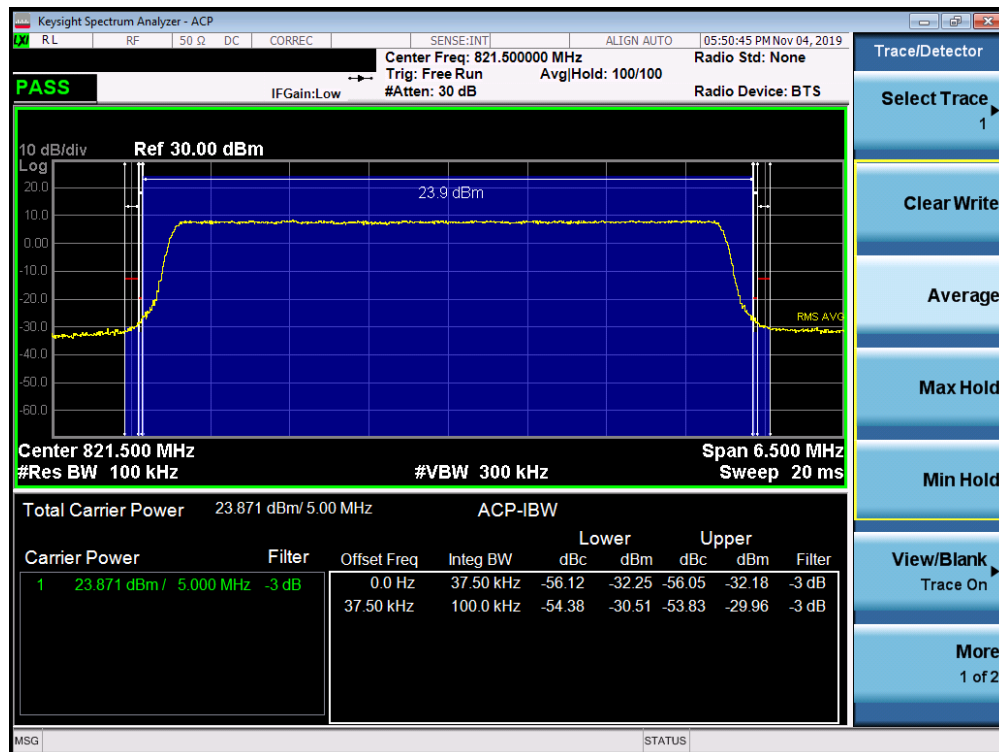 Keysight Spectrum Analyzer - ACP
LXI RL RF 50 Ω DC CORREC SENSE:INT ALIGN AUTO 05:50:45 PM Nov 04, 2019
Center Freq: 821.500000 MHz Radio Std: None
Trig: Free Run Avg|Hold: 100/100
PASS IFGain:Low #Atten: 30 dB Radio Device: BTS
10 dB/div Ref 30.00 dBm
Log
20.0
23.9 dBm
10.0
0.00
-10.0
-20.0
RMS AVG
-30.0
-40.0
-50.0
-60.0
Center 821.500 MHz Span 6.500 MHz
#Res BW 100 kHz #VBW 300 kHz Sweep 20 ms
Total Carrier Power 23.871 dBm/ 5.00 MHz ACP-IBW
Lower Upper
Carrier Power Filter Offset Freq Integ BW dBc dBm dBc dBm Filter
1 23.871 dBm / 5.000 MHz -3 dB 0.0 Hz 37.50 kHz -56.12 -32.25 -56.05 -32.18 -3 dB
37.50 kHz 100.0 kHz -54.38 -30.51 -53.83 -29.96 -3 dB
MSG STATUS
Trace/Detector
Select Trace
1
Clear Write
Average
Max Hold
Min Hold
View/Blank
Trace On
More
1 of 2